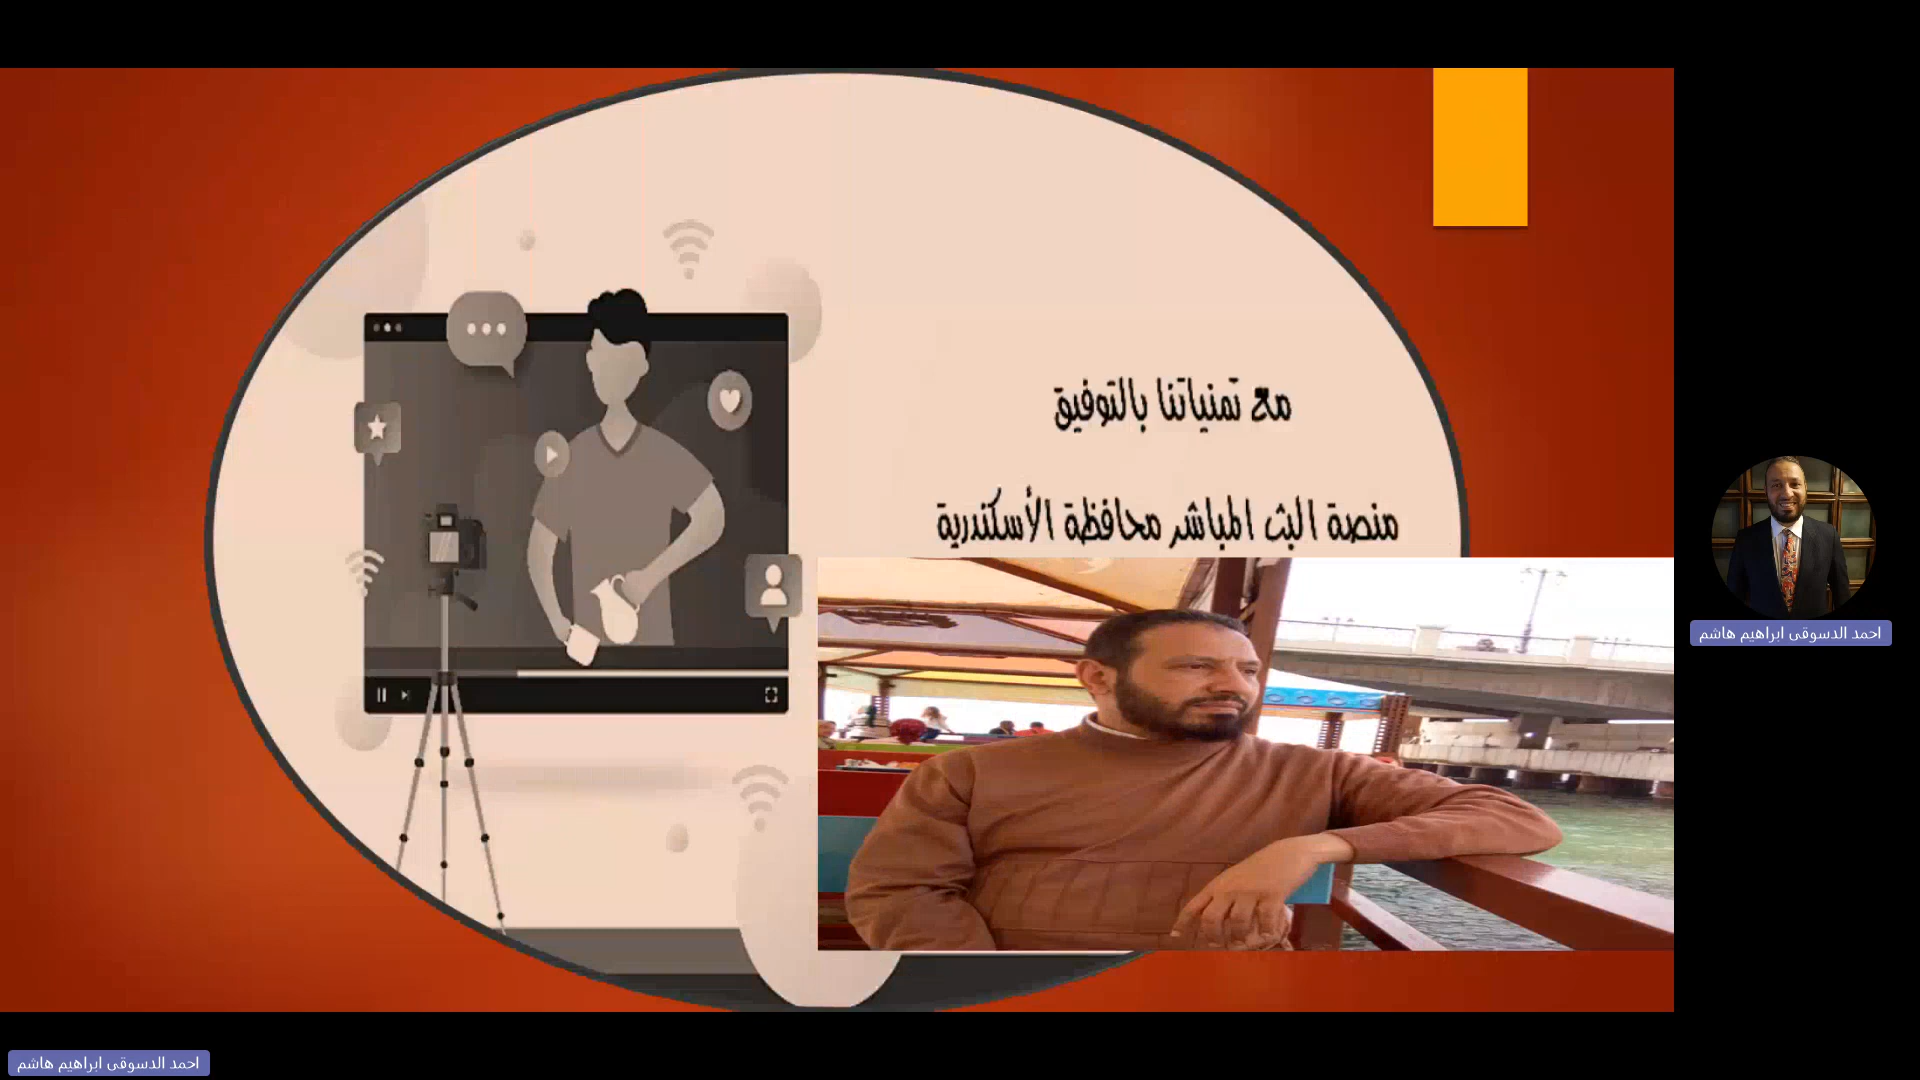 مع تمنياتنا بالتوفيق
منصة البث المباشر محافظة الأسكندرية
احمد الدسوقى ابراهيم هاشم
احمد الدسوقى ابراهيم هاشم